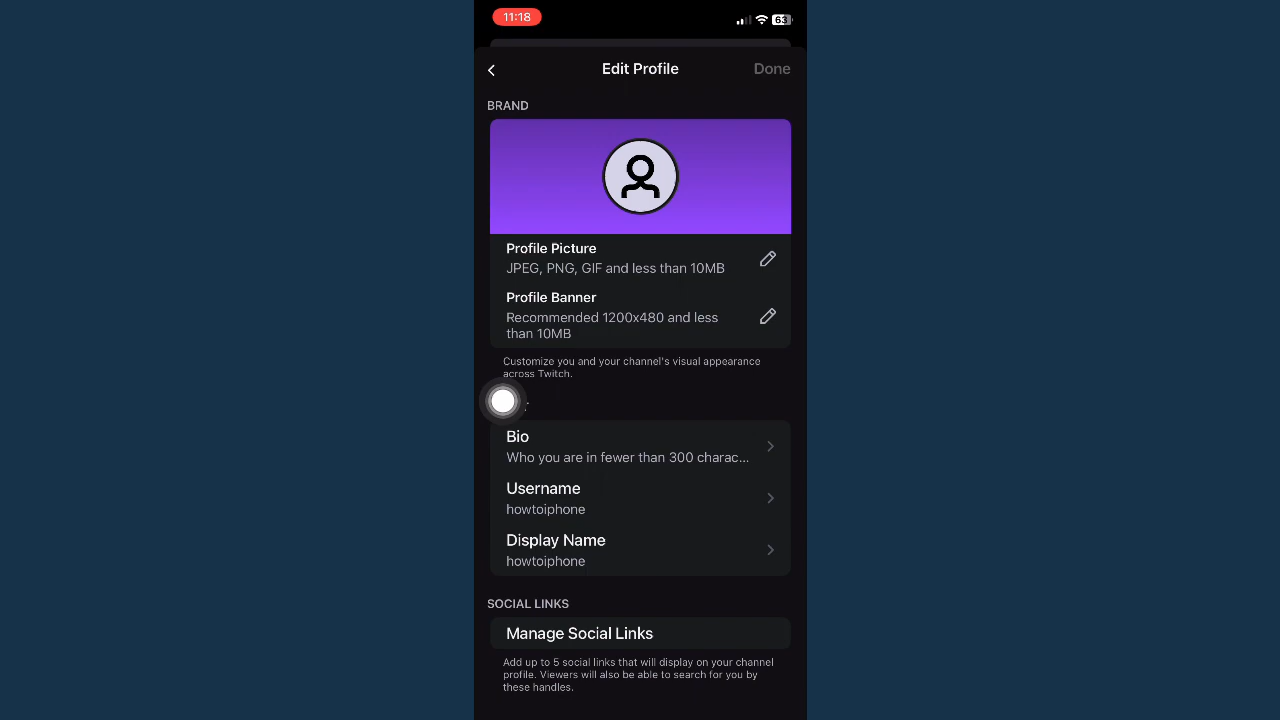 11:18
63
Edit Profile
Done
BRAND
Profile Picture
JPEG, PNG, GIF and less than 10MB
Profile Banner
Recommended 1200x480 and less
than 10MB
Customize you and your channel's visual appearance
across Twitch.
Bio
Who you are in fewer than 300 charac...
Username
howtoiphone
Display Name
howtoiphone
SOCIAL LINKS
Manage Social Links
Add up to 5 social links that will display on your channel
profile. Viewers will also be able to search for you by
these handles.